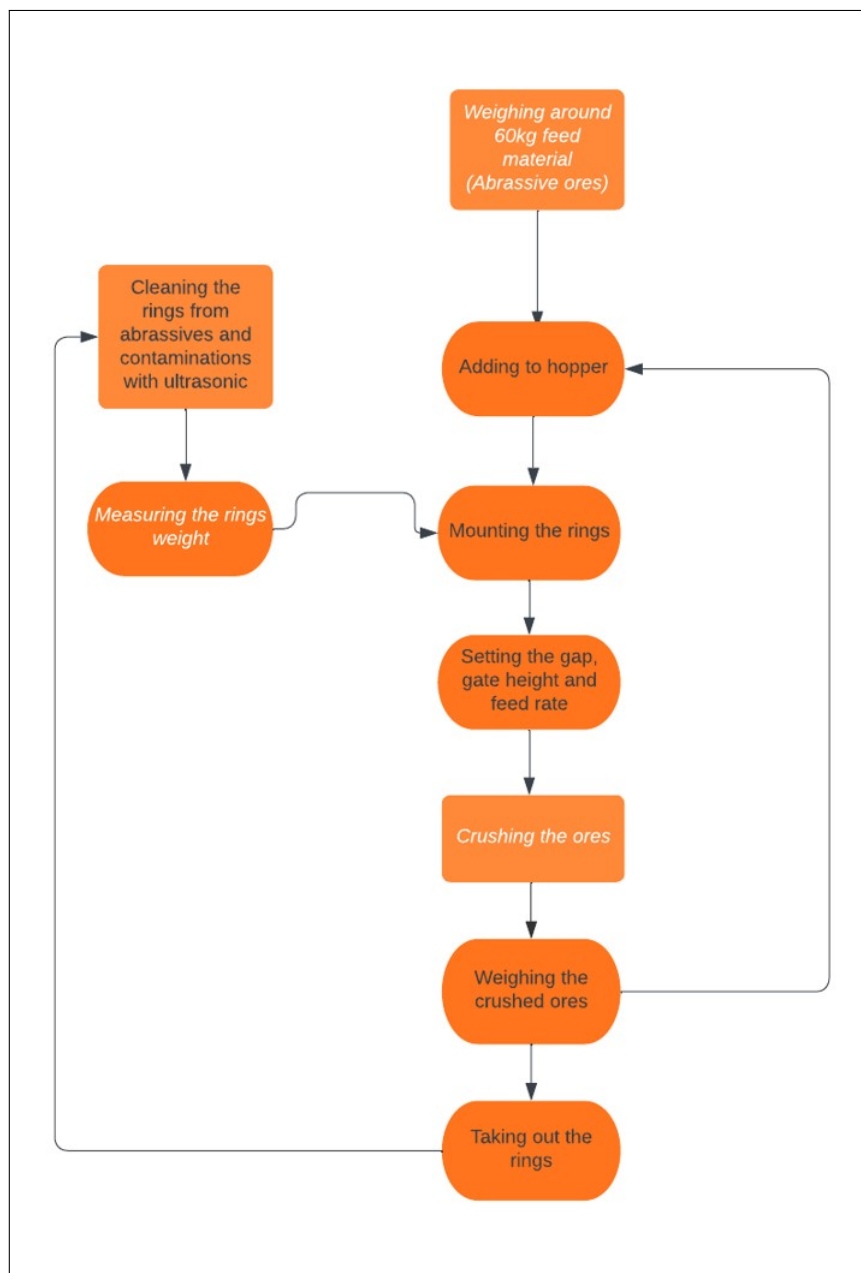 Weighing around
60kg feed
material
(Abrassive ores)
Cleaning the
rings from
abrassives and
contaminations
with ultrasonic
Adding to hopper
Measuring the rings
weight
Mounting the rings
Setting the gap,
gate height and
feed rate
Crushing the ores
Weighing the
crushed ores
Taking out the
rings